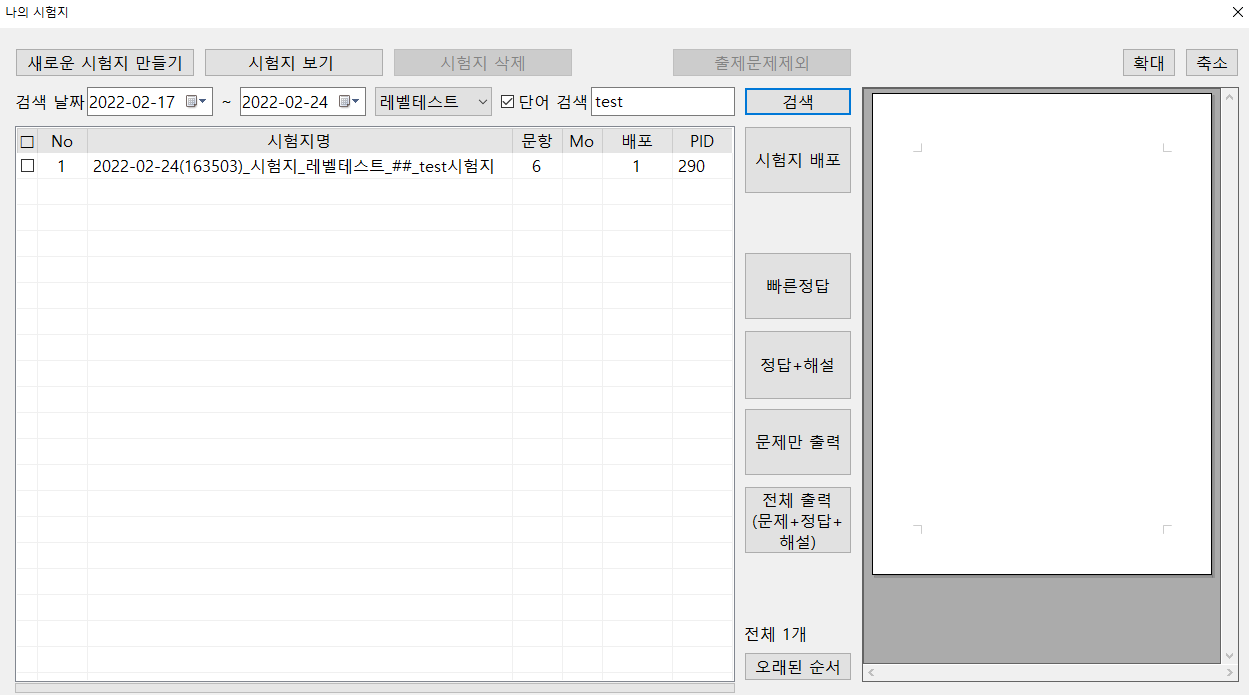 나의 시험지
새로운 시험지 만들기 시험지 보기 시험지 삭제 출제문제제외 확대 축소
검색 날짜 2022-02-17 ~ 2022-02-24 레벨테스트 단어 검색 test 검색
No 시험지명 문항 Mo 배포 PID
1 2022-02-24(163503)_시험지_레벨테스트_##_test시험지 6 1 290
시험지 배포
빠른정답
정답+해설
문제만 출력
전체 출력
(문제+정답+
해설)
전체 1개
오래된 순서